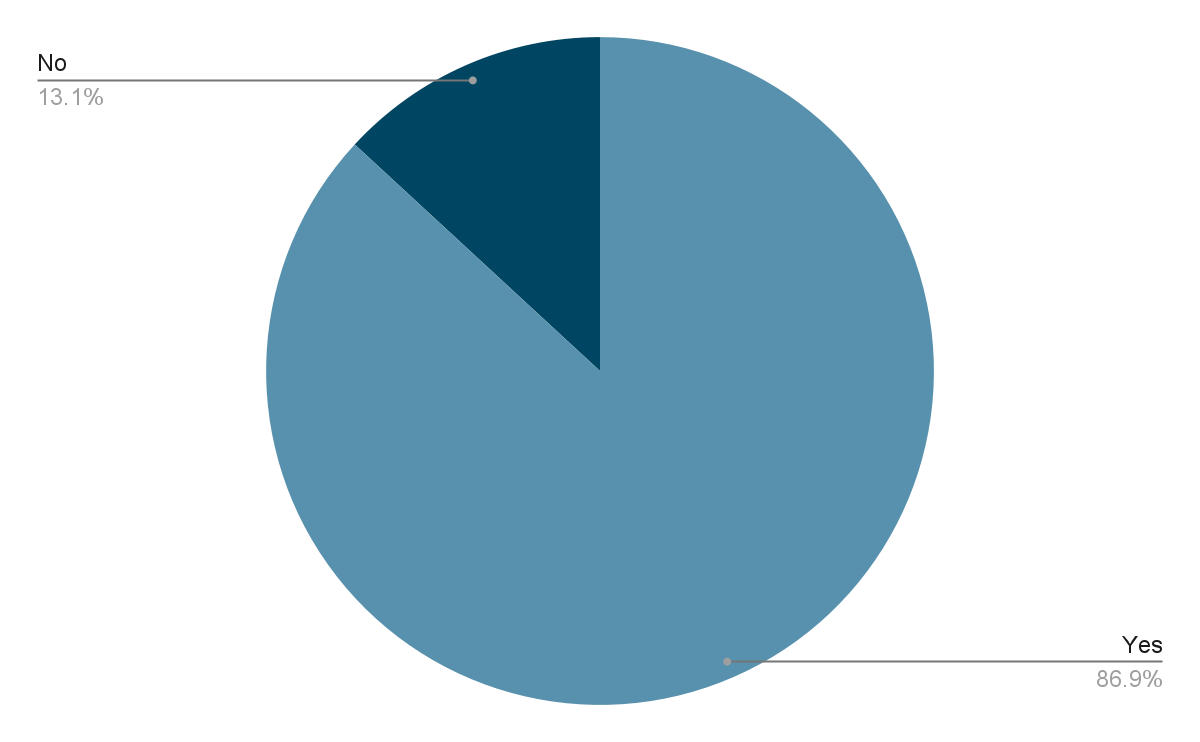 No
13.1%
Yes
86.9%